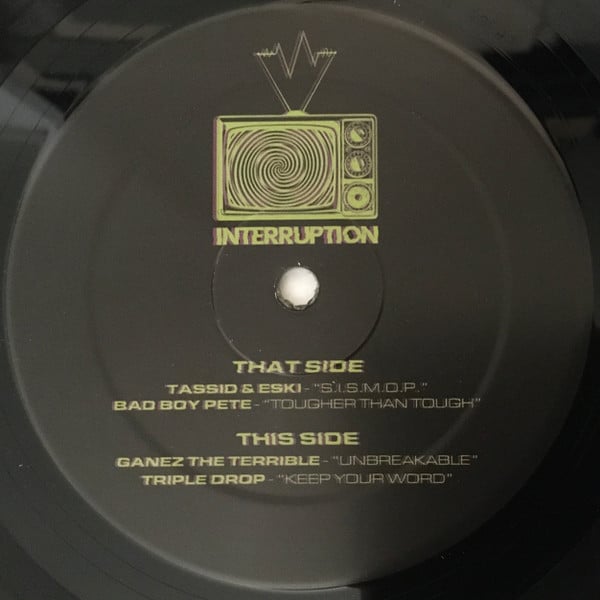 INTERRUPTION
THAT SIDE
TASSID & ESKI - "S.I.S.M.O.P."
BAD BOY PETE - "TOUGHER THAN TOUGH"
THIS SIDE
GANEZ THE TERRIBLE - "UNBREAKABLE"
TRIPLE DROP - "KEEP YOUR WORD"